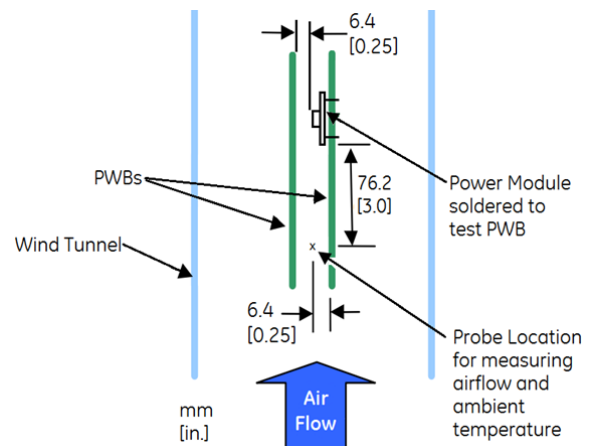 6.4
[0.25]
PWBs
76.2
[3.0]
Power Module
soldered to
test PWB
Wind Tunnel
x
6.4
[0.25]
Probe Location
for measuring
airflow and
ambient
temperature
Air
Flow
mm
[in.]